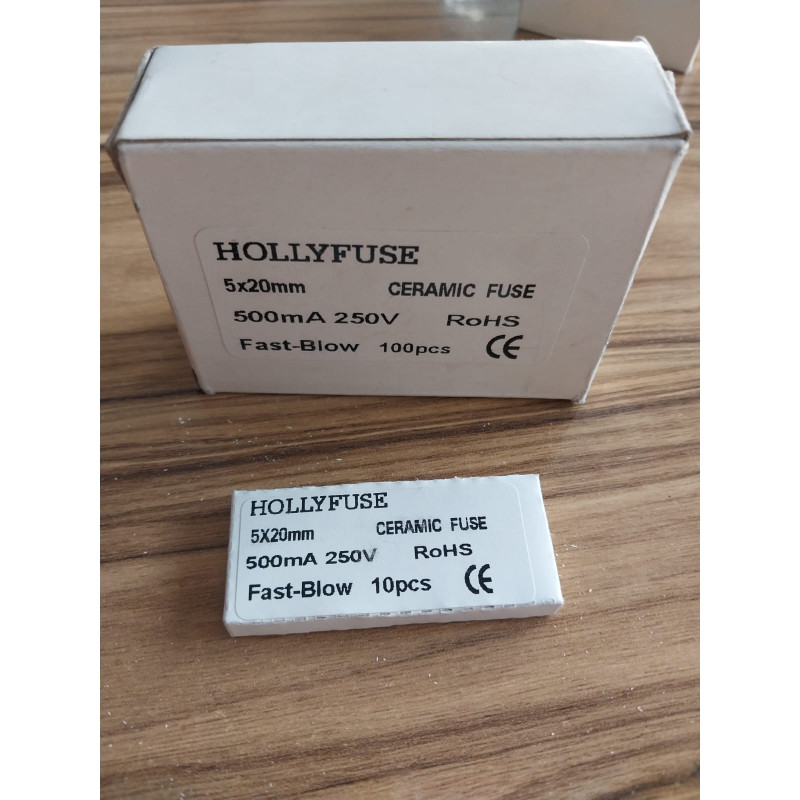 HOLLYFUSE
5x20mm CERAMIC FUSE
500mA 250V RoHS
Fast-Blow 100pcs CE
HOLLYFUSE
5X20mm CERAMIC FUSE
500mA 250V RoHS
Fast-Blow 10pcs CE